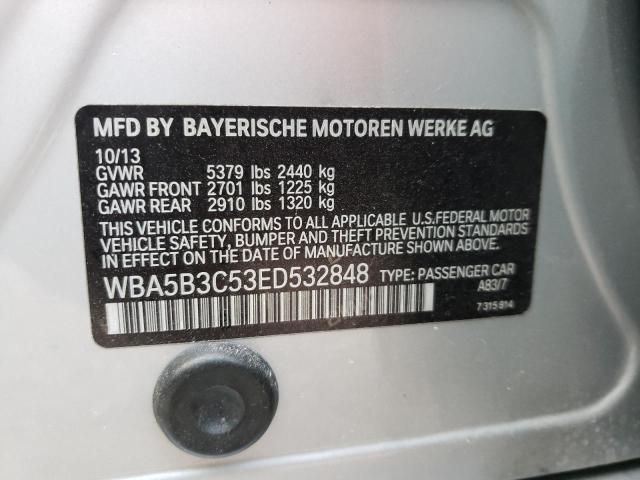 MFD BY BAYERISCHE MOTOREN WERKE AG
10/13
GVWR 5379 lbs 2440 kg
GAWR FRONT 2701 lbs 1225 kg
GAWR REAR 2910 lbs 1320 kg
THIS VEHICLE CONFORMS TO ALL APPLICABLE U.S.FEDERAL MOTOR
VEHICLE SAFETY, BUMPER AND THEFT PREVENTION STANDARDS
IN EFFECT ON THE DATE OF MANUFACTURE SHOWN ABOVE.
WBA5B3C53ED532848 TYPE: PASSENGER CAR
A83/7
7315814